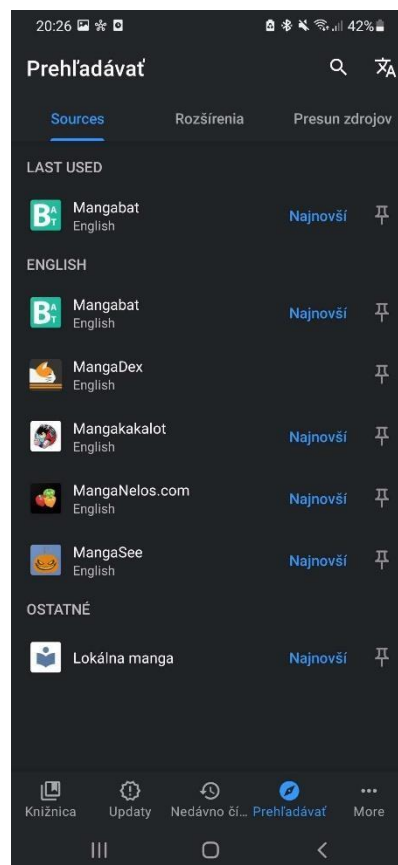 20:26 42%
Prehľadávať
Sources Rozšírenia Presun zdrojov
LAST USED
Mangabat
English
Najnovší
ENGLISH
Mangabat
English
Najnovší
MangaDex
English
Mangakakalot
English
Najnovší
MangaNelos.com
English
Najnovší
MangaSee
English
Najnovší
OSTATNÉ
Lokálna manga Najnovší
Knižnica Updaty Nedávno čí... Prehľadávať More